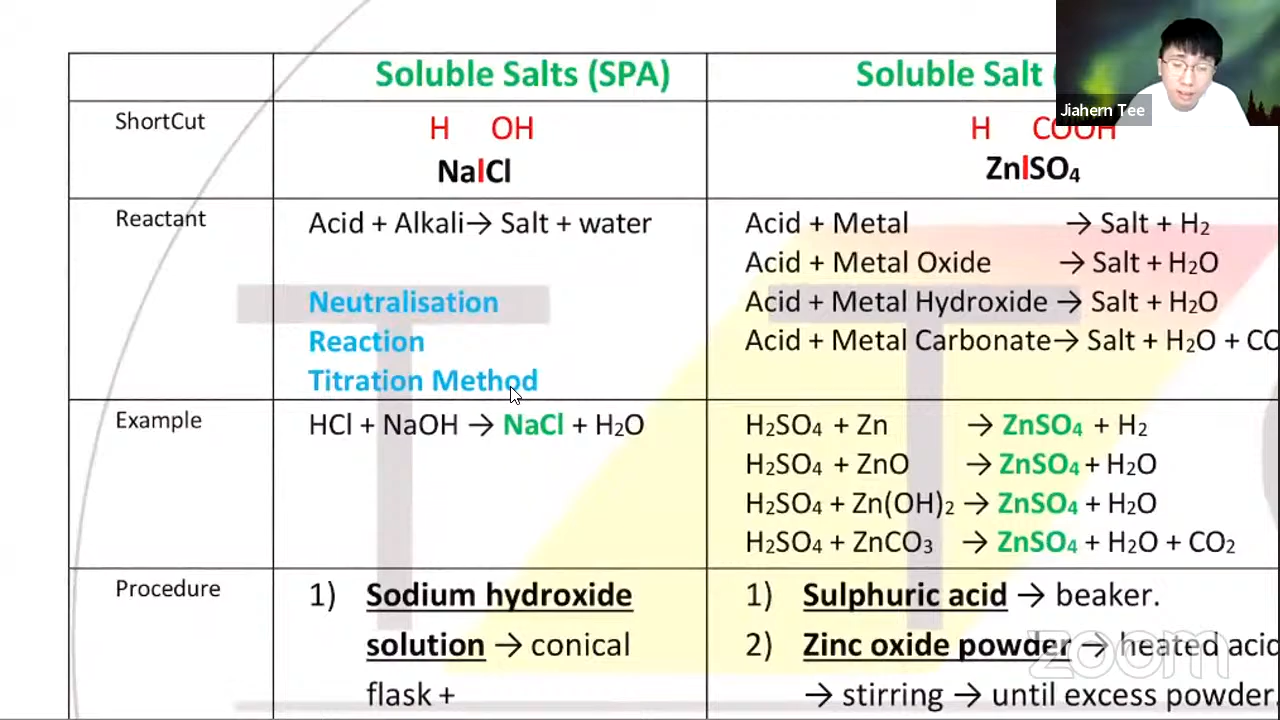 Soluble Salts (SPA)
Soluble Salt (
Jiahern Tee
ShortCut
H OH
NalCl
H COOH
ZnlSO₄
Reactant
Acid + Alkali→ Salt + water
Neutralisation
Reaction
Titration Method
Acid + Metal → Salt + H₂
Acid + Metal Oxide → Salt + H₂O
Acid + Metal Hydroxide → Salt + H₂O
Acid + Metal Carbonate→ Salt + H₂O + CO
Example
HCl + NaOH → NaCl + H₂O
H₂SO₄ + Zn → ZnSO₄ + H₂
H₂SO₄ + ZnO → ZnSO₄ + H₂O
H₂SO₄ + Zn(OH)₂ → ZnSO₄ + H₂O
H₂SO₄ + ZnCO₃ → ZnSO₄ + H₂O + CO₂
Procedure
1) Sodium hydroxide
solution → conical
flask +
1) Sulphuric acid → beaker.
2) Zinc oxide powder → heated acid
→ stirring → until excess powder
zoom